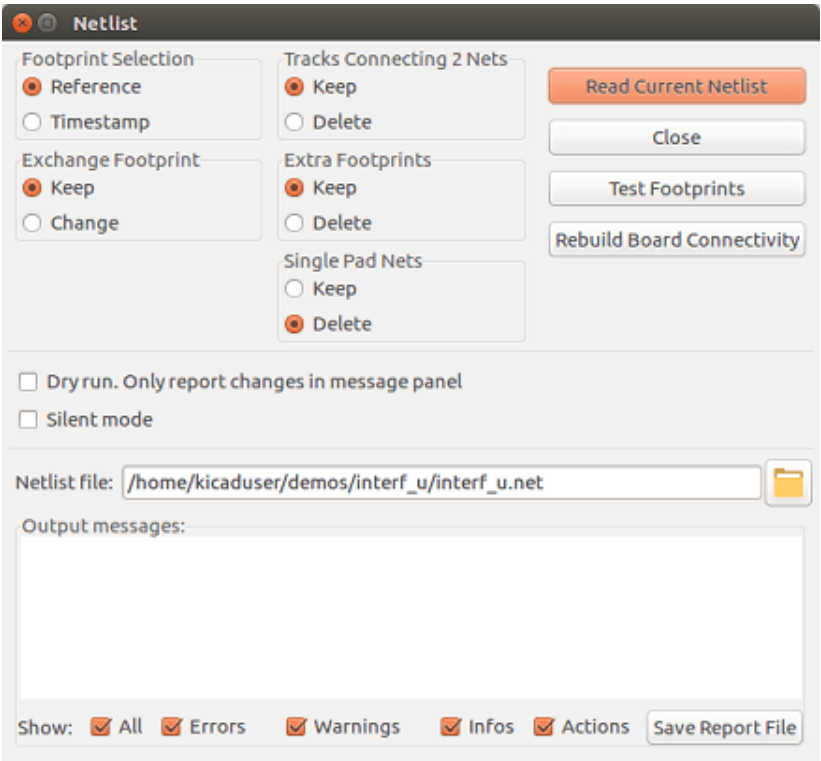 Netlist
Footprint Selection
Reference
Timestamp
Exchange Footprint
Keep
Change
Tracks Connecting 2 Nets
Keep
Delete
Extra Footprints
Keep
Delete
Single Pad Nets
Keep
Delete
Read Current Netlist
Close
Test Footprints
Rebuild Board Connectivity
Dry run. Only report changes in message panel
Silent mode
Netlist file: /home/kicaduser/demos/interf_u/interf_u.net
Output messages:
Show: All Errors Warnings Infos Actions Save Report File